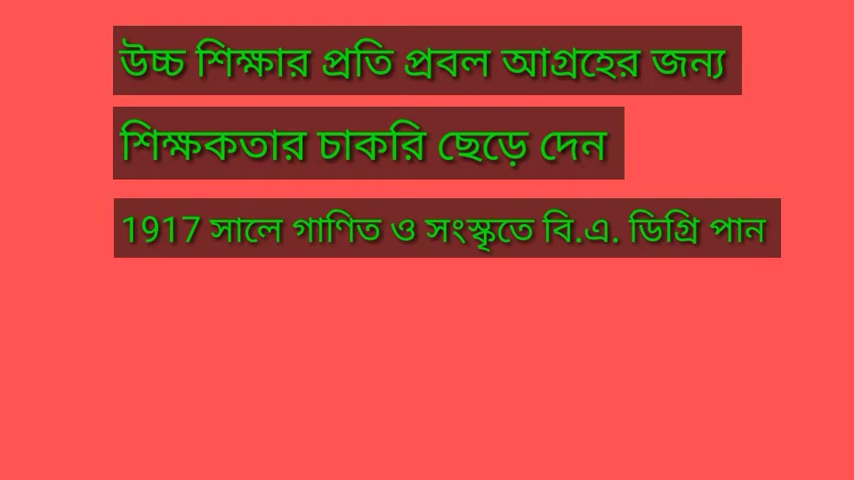 উচ্চ শিক্ষার প্রতি প্রবল আগ্রহের জন্য
শিক্ষকতার চাকরি ছেড়ে দেন
1917 সালে গাণিত ও সংস্কৃতে বি.এ. ডিগ্রি পান